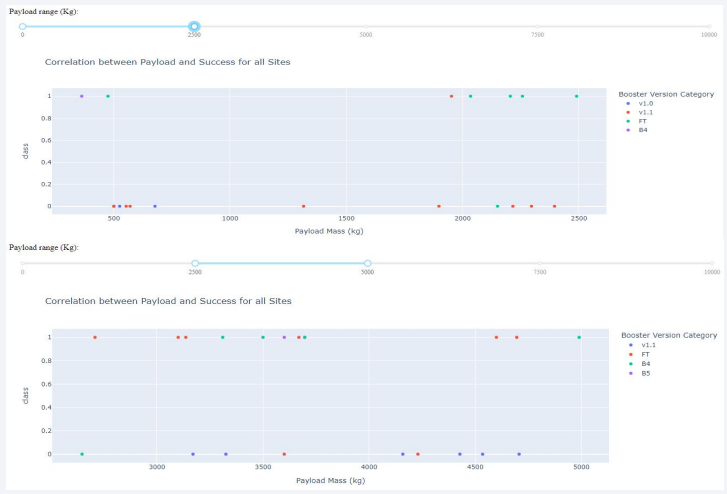 Payload range (Kg):
0 2500 5000 7500 10000
Correlation between Payload and Success for all Sites
Booster Version Category
v1.0
v1.1
FT
B4
1
0.8
0.6
0.4
0.2
0
class
500 1000 1500 2000 2500
Payload Mass (kg)
Payload range (Kg):
0 2500 5000 7500 10000
Correlation between Payload and Success for all Sites
Booster Version Category
v1.1
FT
B4
B5
1
0.8
0.6
0.4
0.2
0
class
3000 3500 4000 4500 5000
Payload Mass (kg)